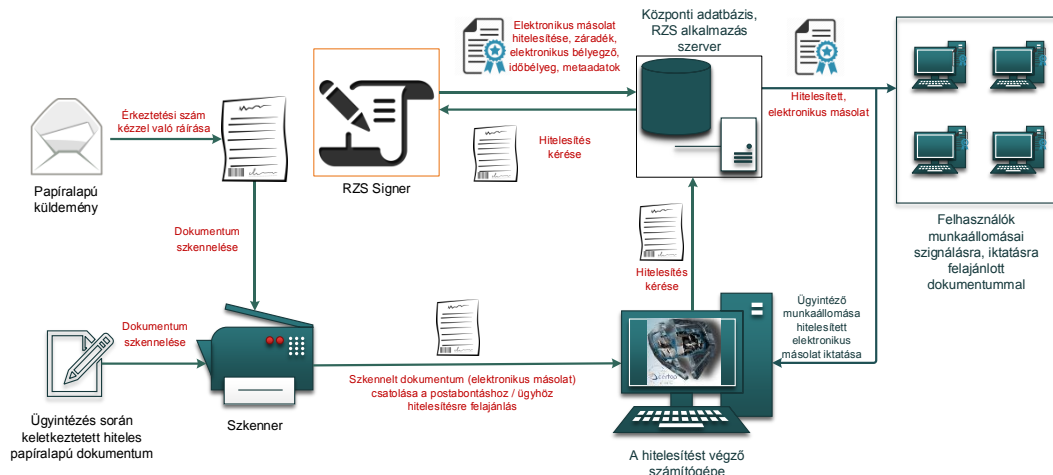 Elektronikus másolat
hitelesítése, záradék,
elektronikus bélyegző,
időbélyeg, metaadatok
Központi adatbázis,
RZS alkalmazás
szerver
Érkeztetési szám
kézzel való ráírása
Hitelesített,
elektronikus másolat
Hitelesítés
kérése
Papíralapú
küldemény
RZS Signer
Felhasználók
munkaállomásai
szignálásra, iktatásra
felajánlott
dokumentummal
Dokumentum
szkennelése
Hitelesítés
kérése
Ügyintéző
munkaállomása
hitelesített
elektronikus
másolat iktatása
Dokumentum
szkennelése
Szkennelt dokumentum (elektronikus másolat)
csatolása a postabontáshoz / ügyhöz
hitelesítésre felajánlás
Ügyintézés során
keletkeztetett hiteles
papíralapú dokumentum
Szkenner
A hitelesítést végző
számítógépe